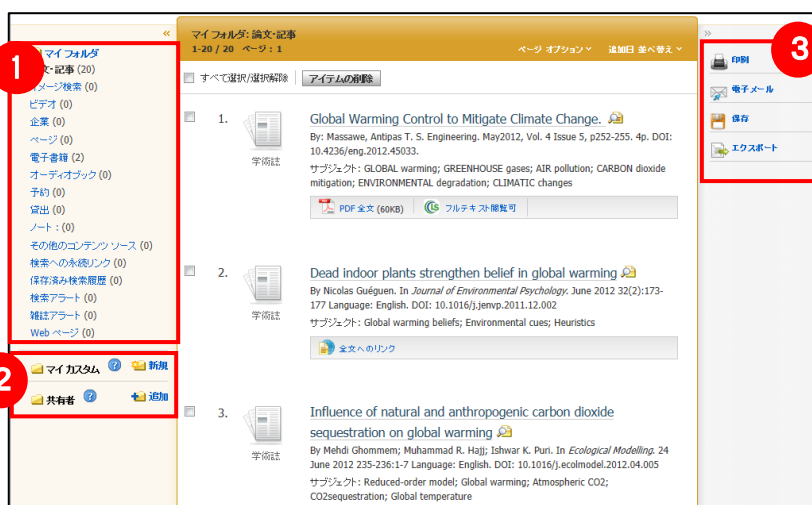 «
マイ フォルダ
文・記事 (20)
イメージ検索 (0)
ビデオ (0)
企業 (0)
ページ (0)
電子書籍 (2)
オーディオブック (0)
予約 (0)
貸出 (0)
ノート : (0)
その他のコンテンツ ソース (0)
検索への永続リンク (0)
保存済み検索履歴 (0)
検索アラート (0)
雑誌アラート (0)
Web ページ (0)
1
マイ カスタム ? 新規
共有者 ? 追加
2
マイ フォルダ: 論文・記事
1-20 / 20 ページ : 1
ページ オプション
追加日 並べ替え
すべて選択/選択解除
アイテムの削除
1.
学術誌
Global Warming Control to Mitigate Climate Change.
By: Massawe, Antipas T. S. Engineering. May2012, Vol. 4 Issue 5, p252-255. 4p. DOI:
10.4236/eng.2012.45033.
サブジェクト: GLOBAL warming; GREENHOUSE gases; AIR pollution; CARBON dioxide
mitigation; ENVIRONMENTAL degradation; CLIMATIC changes
PDF 全文 (60KB)
フルテキスト閲覧可
2.
学術誌
Dead indoor plants strengthen belief in global warming
By Nicolas Guéguen. In Journal of Environmental Psychology. June 2012 32(2):173-
177 Language: English. DOI: 10.1016/j.jenvp.2011.12.002
サブジェクト: Global warming beliefs; Environmental cues; Heuristics
全文へのリンク
3.
学術誌
Influence of natural and anthropogenic carbon dioxide
sequestration on global warming
By Mehdi Ghommem; Muhammad R. Hajj; Ishwar K. Puri. In Ecological Modelling. 24
June 2012 235-236:1-7 Language: English. DOI: 10.1016/j.ecolmodel.2012.04.005
サブジェクト: Reduced-order model; Global warming; Atmospheric CO2;
CO2sequestration; Global temperature
»
3
印刷
電子メール
保存
エクスポート